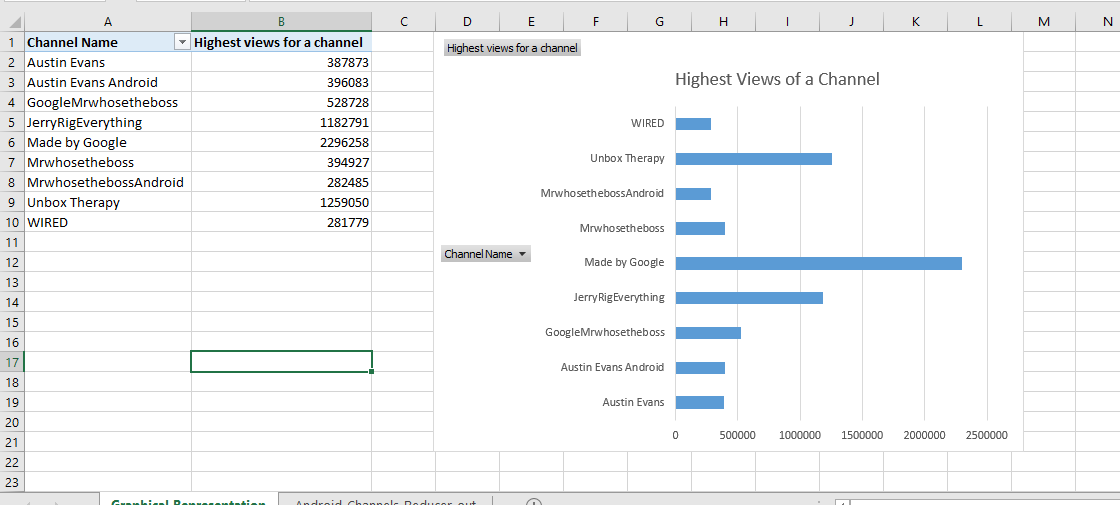 A B C D E F G H I J K L M N
1 Channel Name Highest views for a channel
2 Austin Evans 387873
3 Austin Evans Android 396083
4 GoogleMrwhosetheboss 528728
5 JerryRigEverything 1182791
6 Made by Google 2296258
7 Mrwhosetheboss 394927
8 MrwhosethebossAndroid 282485
9 Unbox Therapy 1259050
10 WIRED 281779
11
12
13
14
15
16
17
18
19
20
21
22
23
Highest views for a channel
Highest Views of a Channel
WIRED
Unbox Therapy
MrwhosethebossAndroid
Mrwhosetheboss
Channel Name
Made by Google
JerryRigEverything
GoogleMrwhosetheboss
Austin Evans Android
Austin Evans
0 500000 1000000 1500000 2000000 2500000
Graphical Representation Android_Channels_Reducer_out